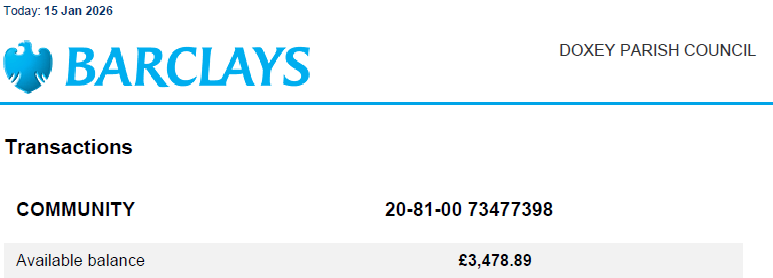 Today: 15 Jan 2026
BARCLAYS
DOXEY PARISH COUNCIL
Transactions
COMMUNITY 20-81-00 73477398
Available balance £3,478.89